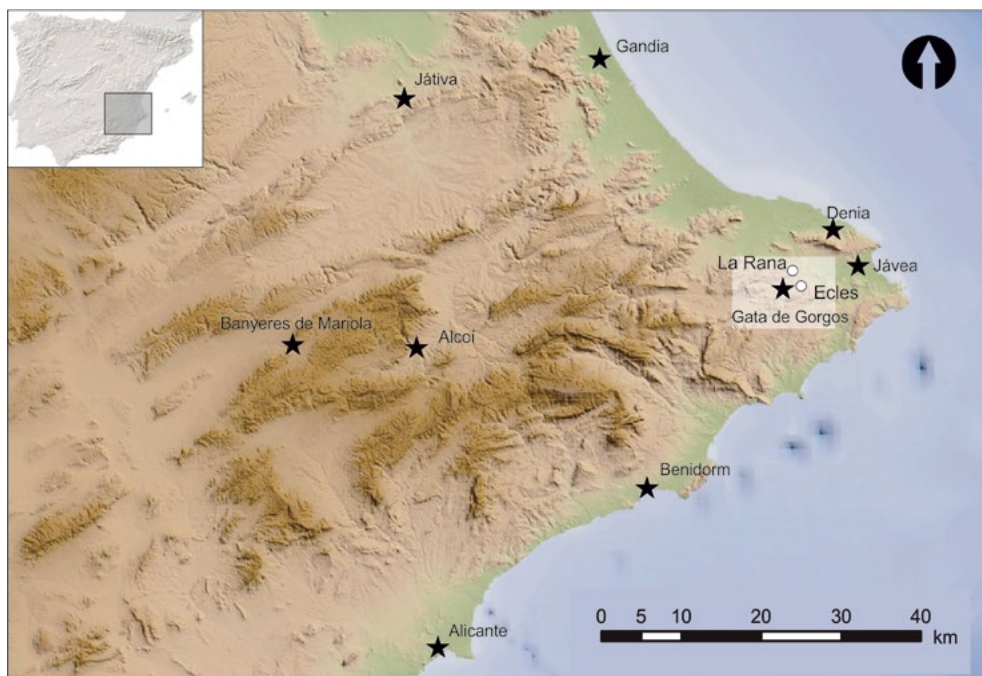 Gandia
Játiva
Denia
La Rana
Jávea
Ecles
Gata de Gorgos
Banyeres de Mariola
Alcoi
Benidorm
Alicante
0 5 10 20 30 40
km